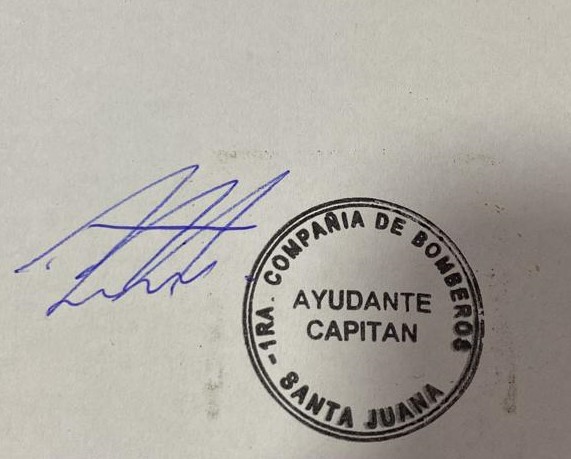 - 1RA. COMPAÑIA DE BOMBEROS
AYUDANTE
CAPITAN
SANTA JUANA